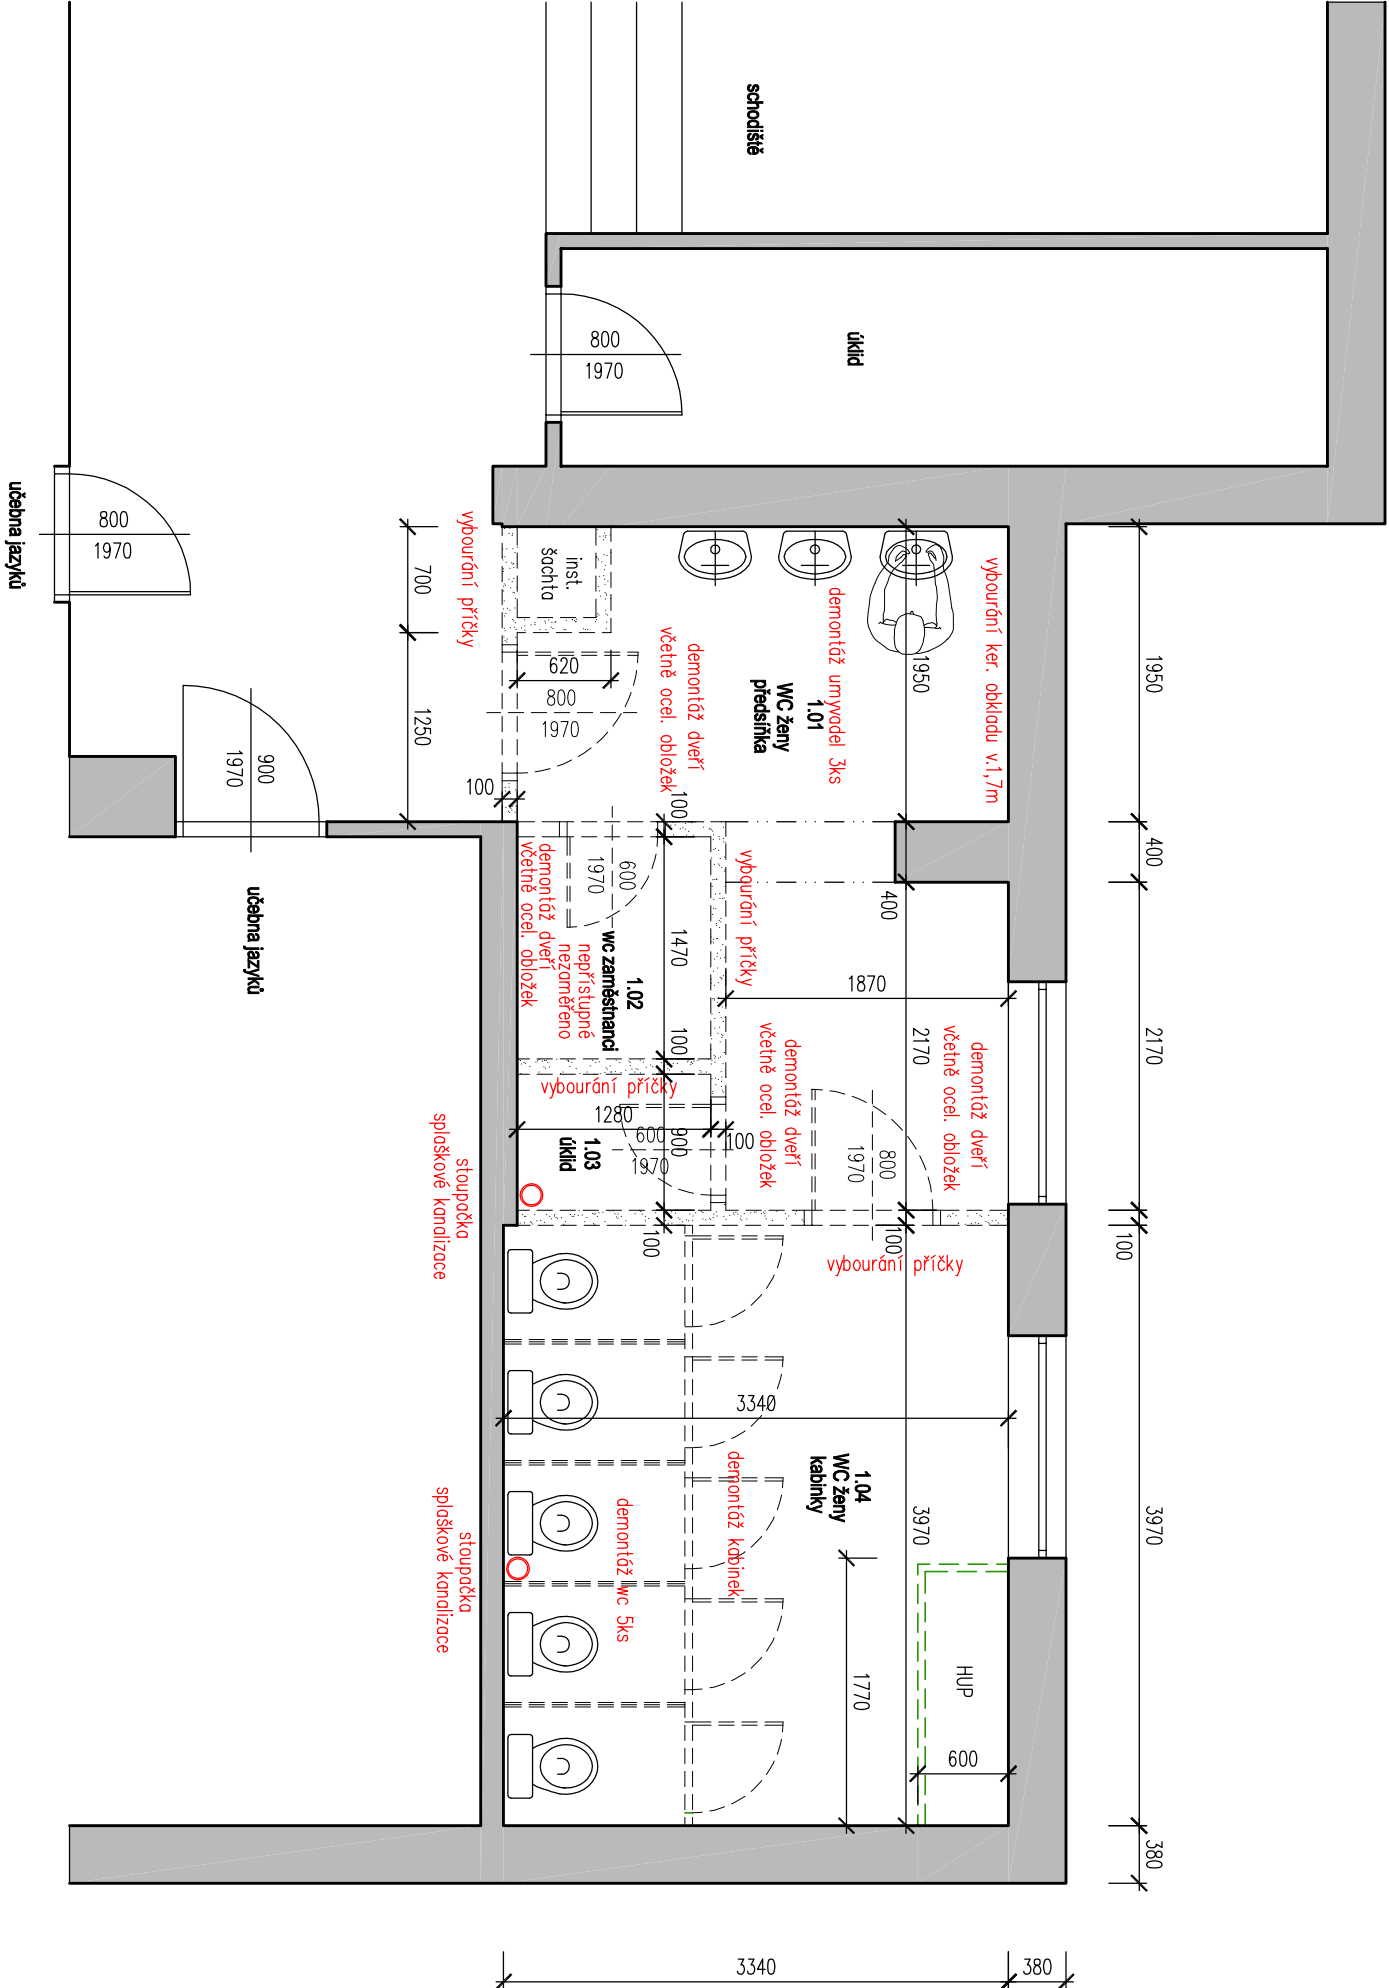 schodiště
úklid
800
1970
učebna jazyků
800
1970
učebna jazyků
900
1970
vybourání příčky
700
1250
inst.
šachta
620
800
1970
100
demontáž dveří
včetně ocel. obložek
1.01
WC ženy
předsíňka
demontáž umyvadel 3ks
vybourání ker. obkladu v.1,7m
1950
1950
400
400
2170
2170
100
100
3970
3970
380
100
1470
100
900
100
600
1970
demontáž dveří
včetně ocel. obložek
nepřístupné
nezaměřeno
1.02
wc zaměstnanci
vybourání příčky
1870
vybourání příčky
1280
100
600
1970
1.03
úklid
demontáž dveří
včetně ocel. obložek
800
1970
demontáž dveří
včetně ocel. obložek
vybourání příčky
stoupačka
splaškové kanalizace
stoupačka
splaškové kanalizace
3340
1.04
WC ženy
kabinky
demontáž kabinek
demontáž wc 5ks
1770
HUP
600
3340
380